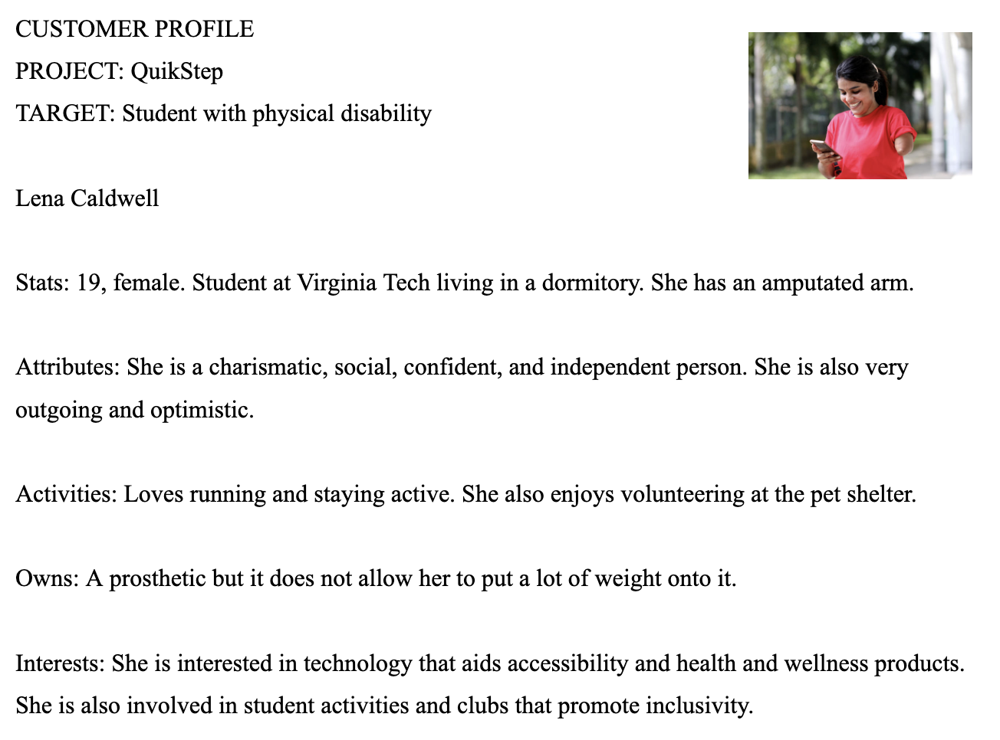 CUSTOMER PROFILE
PROJECT: QuikStep
TARGET: Student with physical disability
Lena Caldwell
Stats: 19, female. Student at Virginia Tech living in a dormitory. She has an amputated arm.
Attributes: She is a charismatic, social, confident, and independent person. She is also very
outgoing and optimistic.
Activities: Loves running and staying active. She also enjoys volunteering at the pet shelter.
Owns: A prosthetic but it does not allow her to put a lot of weight onto it.
Interests: She is interested in technology that aids accessibility and health and wellness products.
She is also involved in student activities and clubs that promote inclusivity.